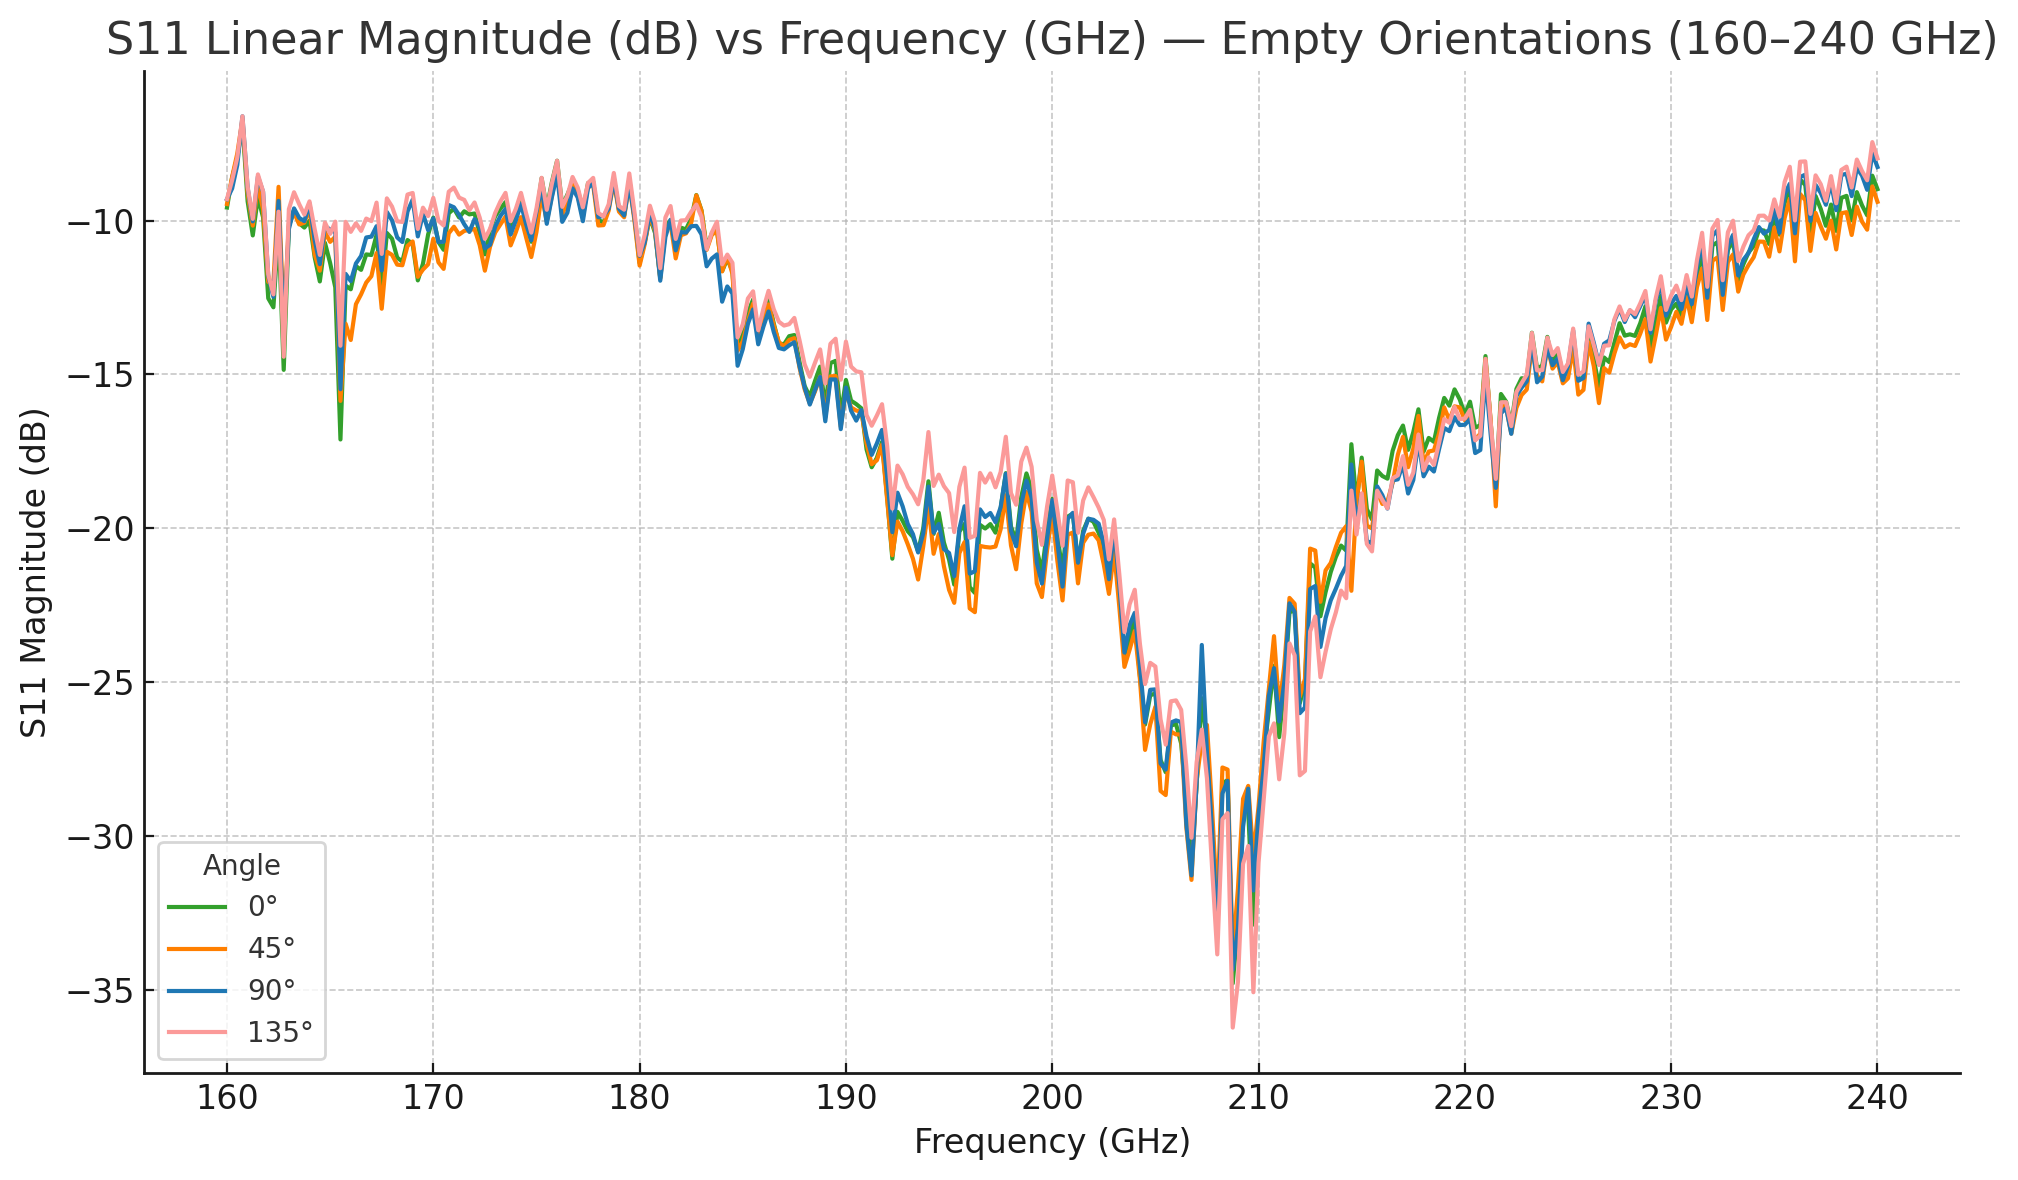 S11 Linear Magnitude (dB) vs Frequency (GHz) — Empty Orientations (160–240 GHz)
S11 Magnitude (dB)
−10
−15
−20
−25
−30
−35
Angle
0°
45°
90°
135°
160 170 180 190 200 210 220 230 240
Frequency (GHz)